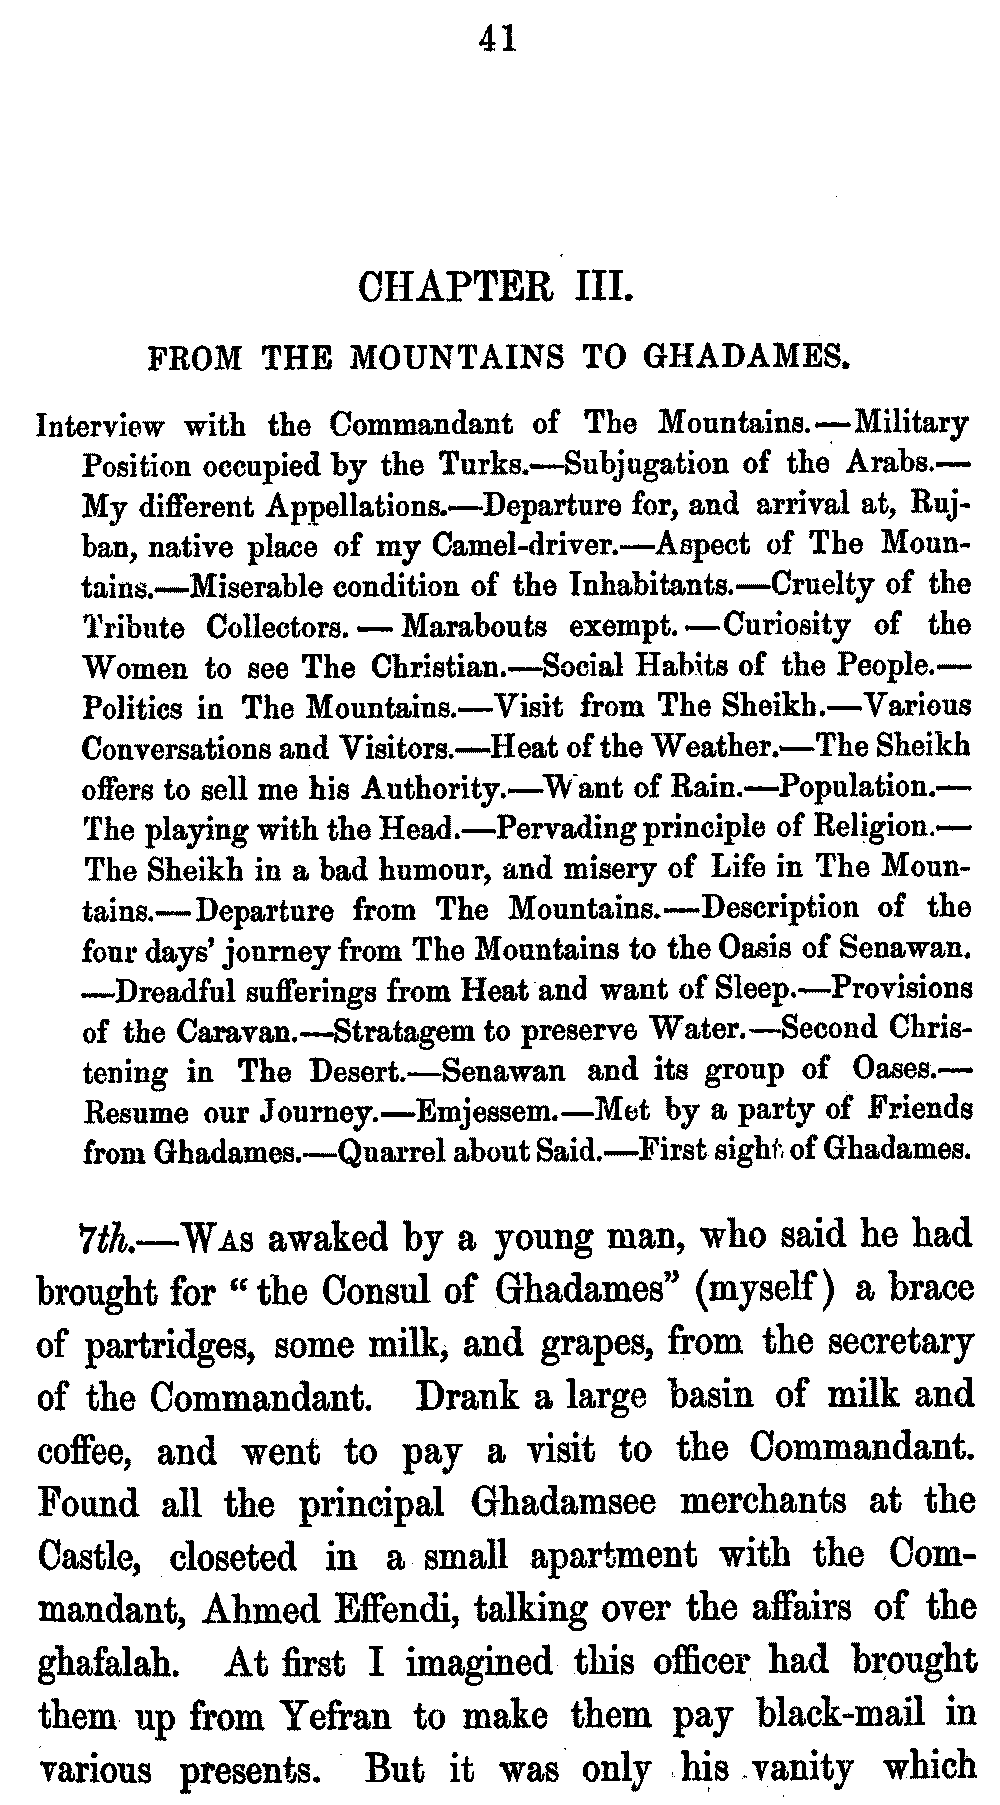 41
CHAPTER III.
FROM THE MOUNTAINS TO GHADAMES.
Interview with the Commandant of The Mountains.—Military
Position occupied by the Turks.—Subjugation of the Arabs.—
My different Appellations.—Departure for, and arrival at, Ruj-
ban, native place of my Camel-driver.—Aspect of The Moun-
tains.—Miserable condition of the Inhabitants.—Cruelty of the
Tribute Collectors.—Marabouts exempt.—Curiosity of the
Women to see The Christian.—Social Habits of the People.—
Politics in The Mountains.—Visit from The Sheikh.—Various
Conversations and Visitors.—Heat of the Weather.—The Sheikh
offers to sell me his Authority.—Want of Rain.—Population.—
The playing with the Head.—Pervading principle of Religion.—
The Sheikh in a bad humour, and misery of Life in The Moun-
tains.—Departure from The Mountains.—Description of the
four days' journey from The Mountains to the Oasis of Senawan.
—Dreadful sufferings from Heat and want of Sleep.—Provisions
of the Caravan.—Stratagem to preserve Water.—Second Chris-
tening in The Desert.—Senawan and its group of Oases.—
Resume our Journey.—Emjessem.—Met by a party of Friends
from Ghadames.—Quarrel about Said.—First sight of Ghadames.
7th.—WAS awaked by a young man, who said he had
brought for "the Consul of Ghadames" (myself) a brace
of partridges, some milk, and grapes, from the secretary
of the Commandant. Drank a large basin of milk and
coffee, and went to pay a visit to the Commandant.
Found all the principal Ghadamsee merchants at the
Castle, closeted in a small apartment with the Com-
mandant, Ahmed Effendi, talking over the affairs of the
ghafalah. At first I imagined this officer had brought
them up from Yefran to make them pay black-mail in
various presents. But it was only his vanity which